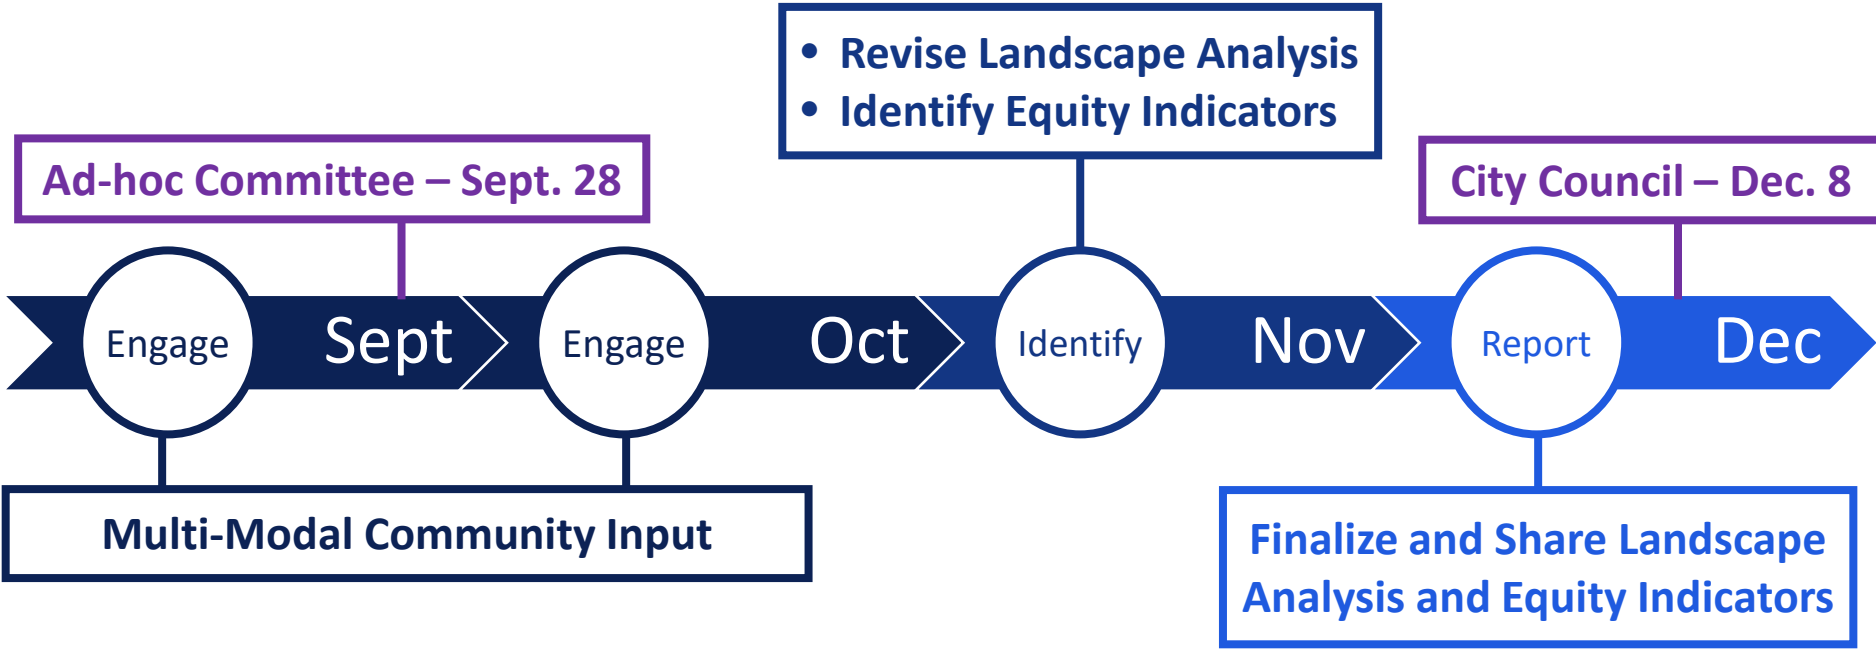 • Revise Landscape Analysis
• Identify Equity Indicators
Ad-hoc Committee – Sept. 28
City Council – Dec. 8
Engage
Sept
Engage
Oct
Identify
Nov
Report
Dec
Multi-Modal Community Input
Finalize and Share Landscape
Analysis and Equity Indicators